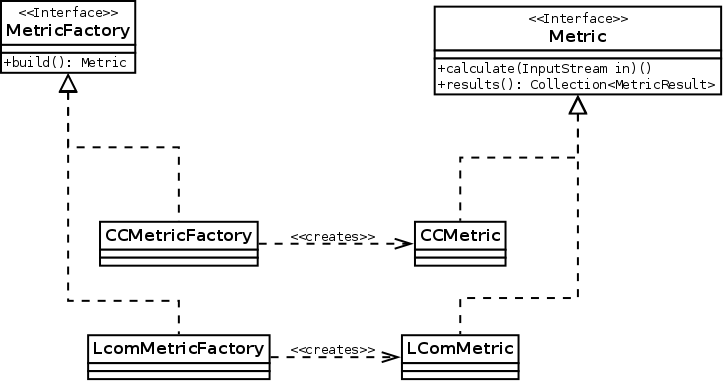 <<Interface>>
MetricFactory
+build(): Metric
<<Interface>>
Metric
+calculate(InputStream in)()
+results(): Collection<MetricResult>
CCMetricFactory
<<creates>>
CCMetric
LcomMetricFactory
<<creates>>
LComMetric